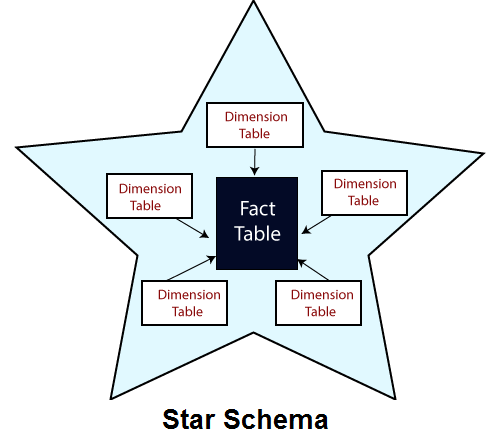 Dimension
Table
Dimension
Table
Fact
Table
Dimension
Table
Dimension
Table
Dimension
Table
Star Schema